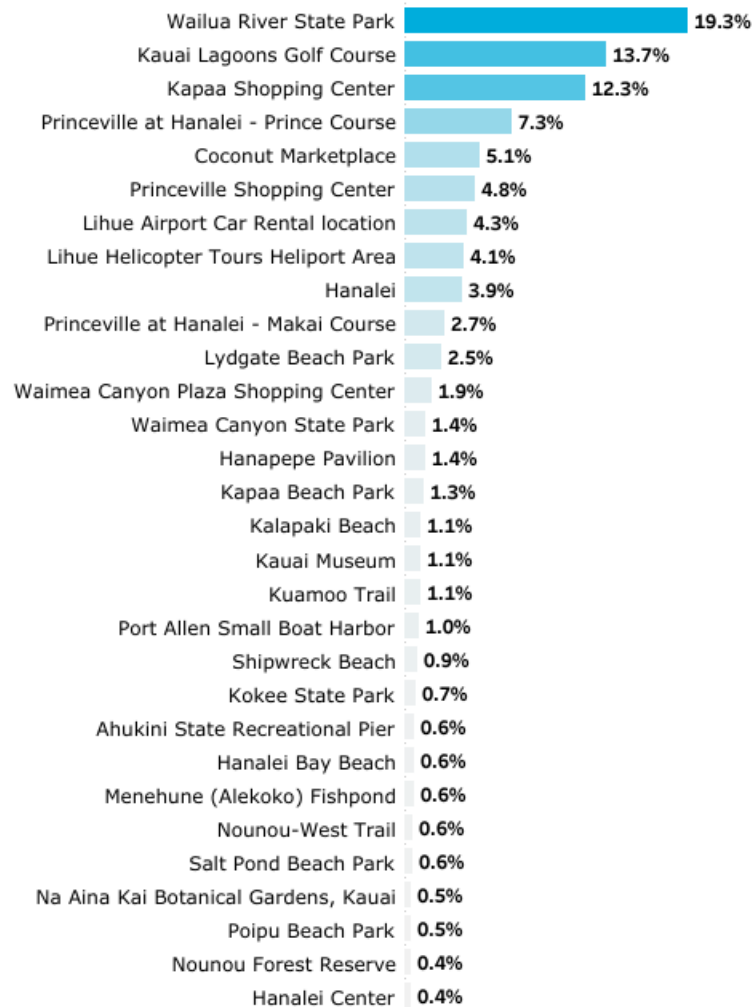 Wailua River State Park 19.3%
Kauai Lagoons Golf Course 13.7%
Kapaa Shopping Center 12.3%
Princeville at Hanalei - Prince Course 7.3%
Coconut Marketplace 5.1%
Princeville Shopping Center 4.8%
Lihue Airport Car Rental location 4.3%
Lihue Helicopter Tours Heliport Area 4.1%
Hanalei 3.9%
Princeville at Hanalei - Makai Course 2.7%
Lydgate Beach Park 2.5%
Waimea Canyon Plaza Shopping Center 1.9%
Waimea Canyon State Park 1.4%
Hanapepe Pavilion 1.4%
Kapaa Beach Park 1.3%
Kalapaki Beach 1.1%
Kauai Museum 1.1%
Kuamoo Trail 1.1%
Port Allen Small Boat Harbor 1.0%
Shipwreck Beach 0.9%
Kokee State Park 0.7%
Ahukini State Recreational Pier 0.6%
Hanalei Bay Beach 0.6%
Menehune (Alekoko) Fishpond 0.6%
Nounou-West Trail 0.6%
Salt Pond Beach Park 0.6%
Na Aina Kai Botanical Gardens, Kauai 0.5%
Poipu Beach Park 0.5%
Nounou Forest Reserve 0.4%
Hanalei Center 0.4%